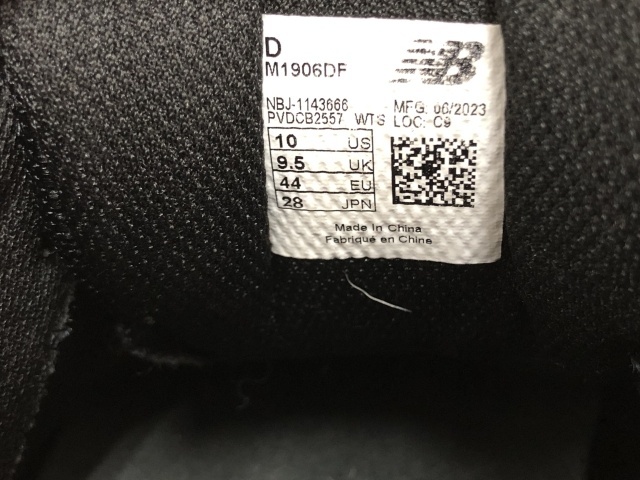 D
M1906DF
NB
NBJ-1143666 MFG: 06/2023
PVDCB2557 WTS LOC: C9
10 US
9.5 UK
44 EU
28 JPN
Made in China
Fabriqué en Chine